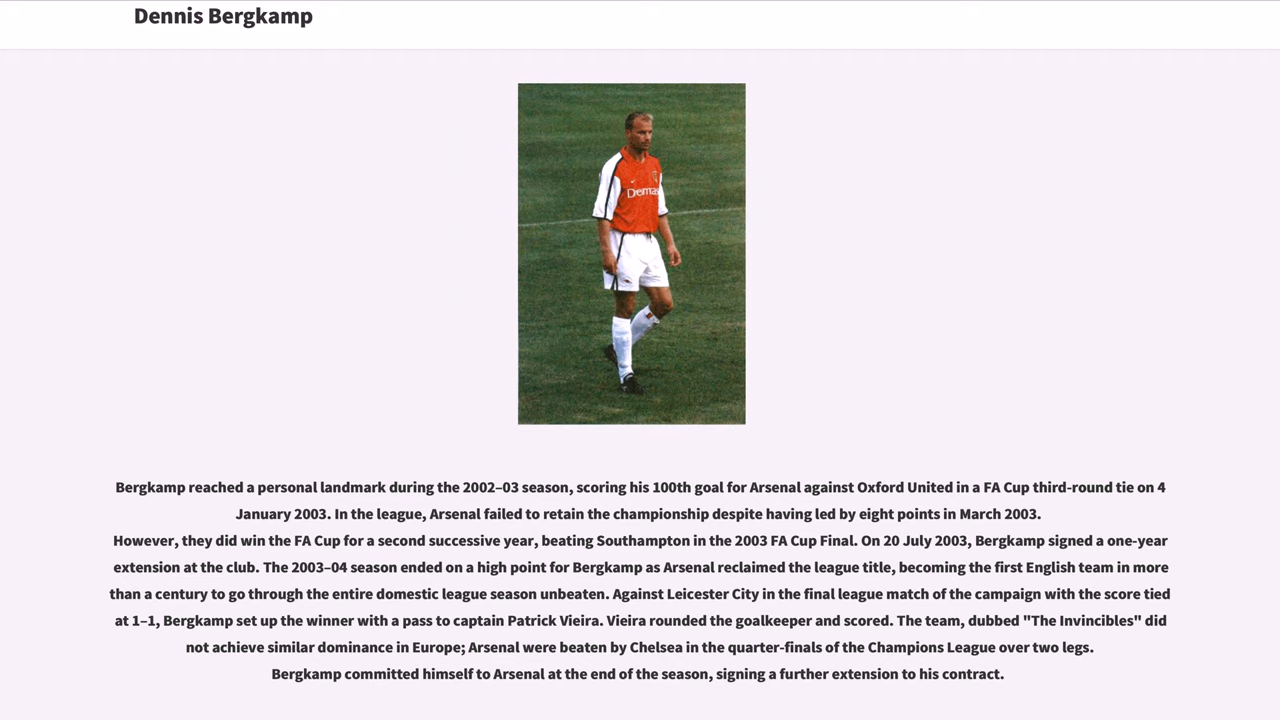 Dennis Bergkamp
Demas
Bergkamp reached a personal landmark during the 2002–03 season, scoring his 100th goal for Arsenal against Oxford United in a FA Cup third-round tie on 4
January 2003. In the league, Arsenal failed to retain the championship despite having led by eight points in March 2003.
However, they did win the FA Cup for a second successive year, beating Southampton in the 2003 FA Cup Final. On 20 July 2003, Bergkamp signed a one-year
extension at the club. The 2003–04 season ended on a high point for Bergkamp as Arsenal reclaimed the league title, becoming the first English team in more
than a century to go through the entire domestic league season unbeaten. Against Leicester City in the final league match of the campaign with the score tied
at 1–1, Bergkamp set up the winner with a pass to captain Patrick Vieira. Vieira rounded the goalkeeper and scored. The team, dubbed "The Invincibles" did
not achieve similar dominance in Europe; Arsenal were beaten by Chelsea in the quarter-finals of the Champions League over two legs.
Bergkamp committed himself to Arsenal at the end of the season, signing a further extension to his contract.